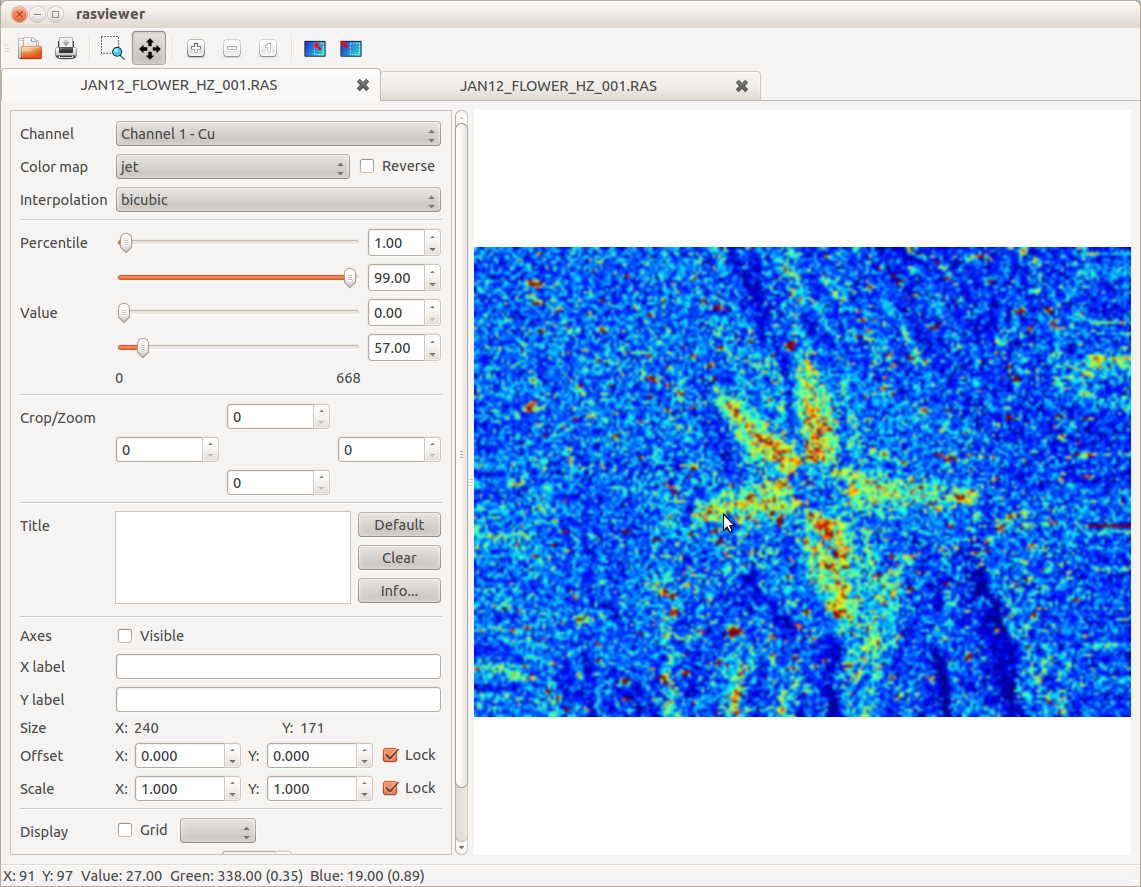 rasviewer
JAN12_FLOWER_HZ_001.RAS JAN12_FLOWER_HZ_001.RAS
Channel Channel 1 - Cu
Color map jet Reverse
Interpolation bicubic
Percentile 1.00
99.00
Value 0.00
57.00
0 668
Crop/Zoom 0
0 0
0
Title Default
Clear
Info...
Axes Visible
X label
Y label
Size X: 240 Y: 171
Offset X: 0.000 Y: 0.000 Lock
Scale X: 1.000 Y: 1.000 Lock
Display Grid
X: 91 Y: 97 Value: 27.00 Green: 338.00 (0.35) Blue: 19.00 (0.89)